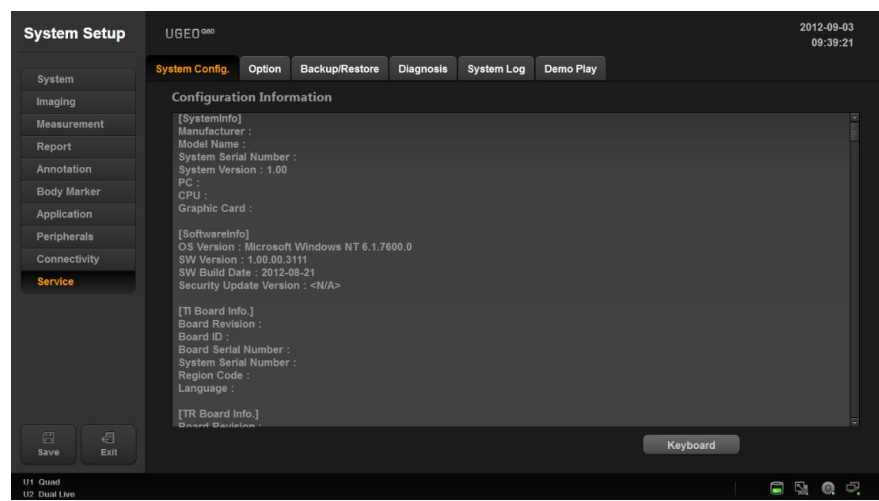 System Setup
UGEO G60
2012-09-03
09:39:21
System
Imaging
Measurement
Report
Annotation
Body Marker
Application
Peripherals
Connectivity
Service
Save
Exit
System Config.
Option
Backup/Restore
Diagnosis
System Log
Demo Play
Configuration Information
[SystemInfo]
Manufacturer :
Model Name :
System Serial Number :
System Version : 1.00
PC :
CPU :
Graphic Card :
[SoftwareInfo]
OS Version : Microsoft Windows NT 6.1.7600.0
SW Version : 1.00.00.3111
SW Build Date : 2012-08-21
Security Update Version : <N/A>
[TI Board Info.]
Board Revision :
Board ID :
Board Serial Number :
System Serial Number :
Region Code :
Language :
[TR Board Info.]
Board Revision :
Keyboard
U1 Quad
U2 Dual Live